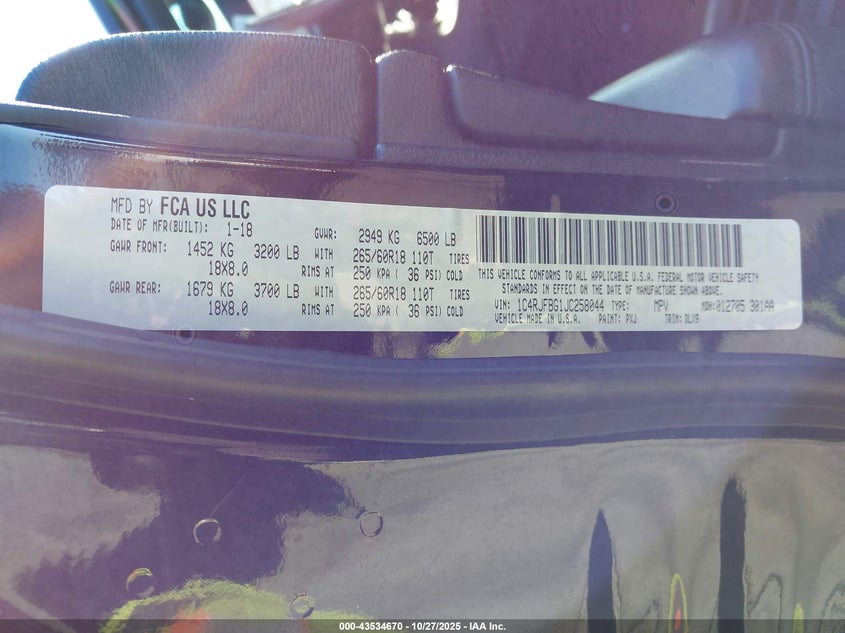 MFD BY FCA US LLC
DATE OF MFR(BUILT): 1-18 GVWR: 2949 KG 6500 LB
GAWR FRONT: 1452 KG 3200 LB WITH 265/60R18 110T TIRES
18X8.0 RIMS AT 250 KPA ( 36 PSI) COLD
GAWR REAR: 1679 KG 3700 LB WITH 265/60R18 110T TIRES
18X8.0 RIMS AT 250 KPA ( 36 PSI) COLD
THIS VEHICLE CONFORMS TO ALL APPLICABLE U.S.A. FEDERAL MOTOR VEHICLE SAFETY
STANDARDS IN EFFECT ON THE DATE OF MANUFACTURE SHOWN ABOVE.
VIN: 1C4RJFBG1JC258044 TYPE: MPV MDH:012705 301AA
VEHICLE MADE IN U.S.A. PAINT: PXJ TRIM: DLX9
000-43534670 | 10/27/2025 - IAA Inc.